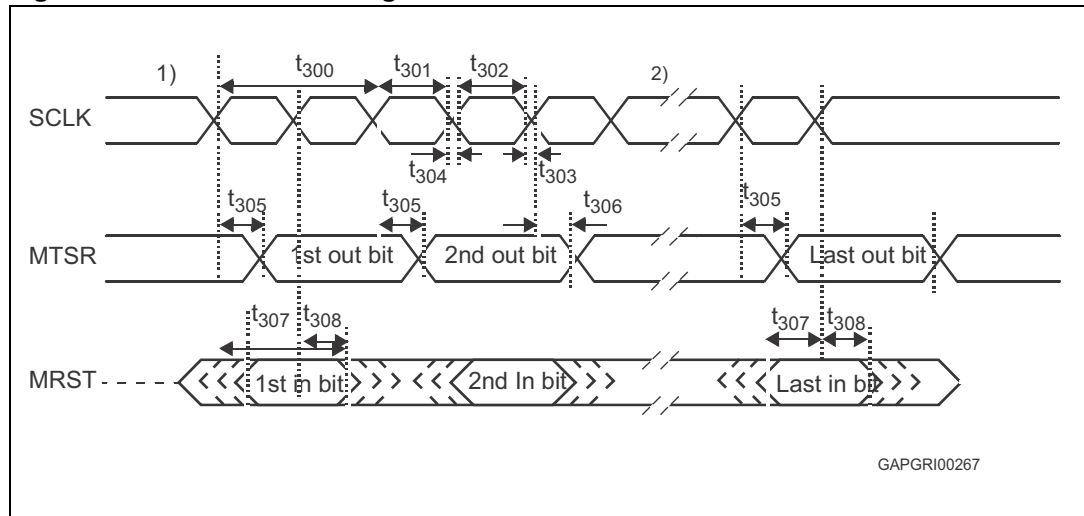 1) t300 t301 t302 2)
SCLK
t304 t303
t305 t305 t306 t305
MTSR 1st out bit 2nd out bit Last out bit
t307 t308 t307 t308
MRST 1st in bit 2nd In bit Last in bit
GAPGRI00267